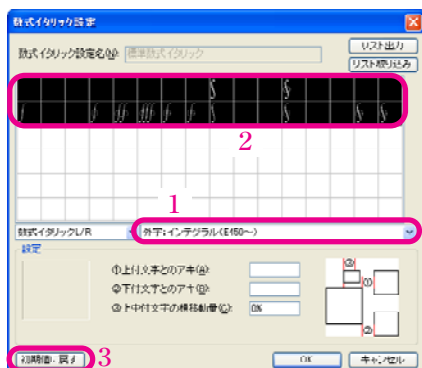 数式イタリック設定
数式イタリック設定名(N): 標準数式イタリック
リスト出力
リスト取り込み
2
1
数式イタリックL/R
外字:インテグラル(E450~)
設定
①上付文字とのアキ(A):
②下付文字とのアキ(B):
③上中付文字の横移動量(C): 0%
③
①
②
初期値に戻す
3
OK
キャンセル